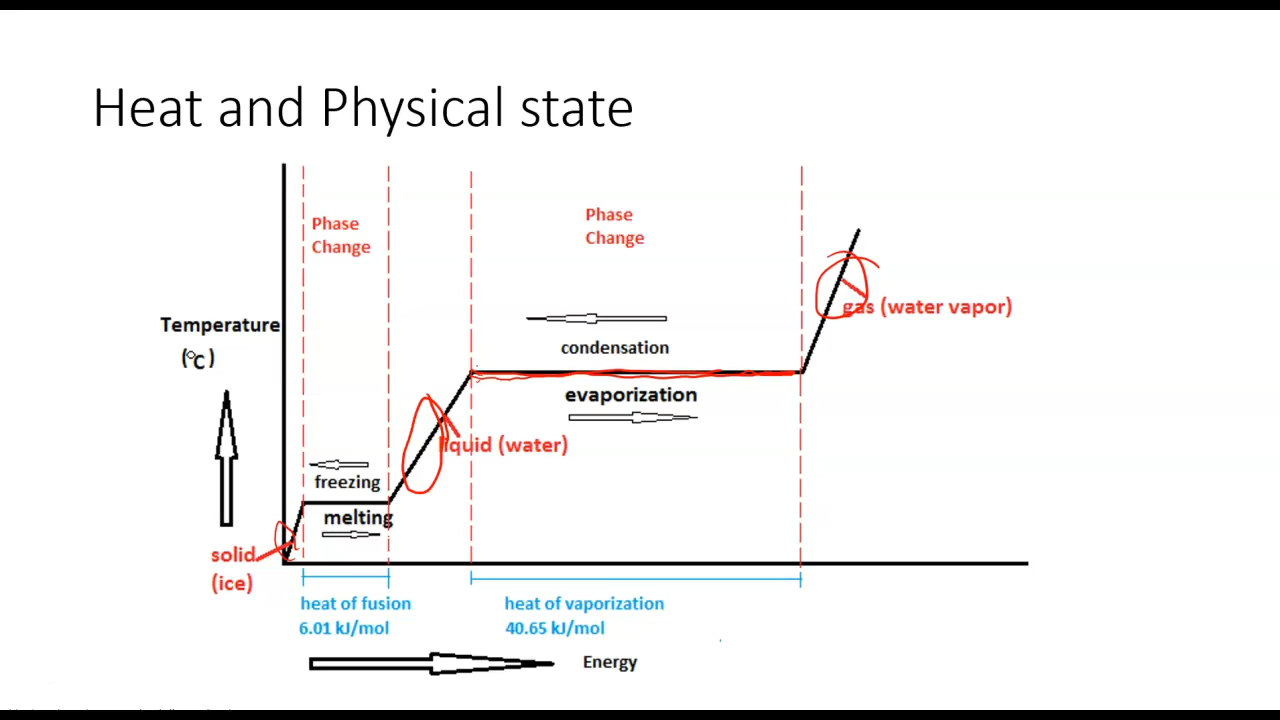 Heat and Physical state
Phase
Change
Phase
Change
Temperature
(°C)
gas (water vapor)
condensation
evaporization
liquid (water)
freezing
melting
solid
(ice)
heat of fusion
6.01 kJ/mol
heat of vaporization
40.65 kJ/mol
Energy